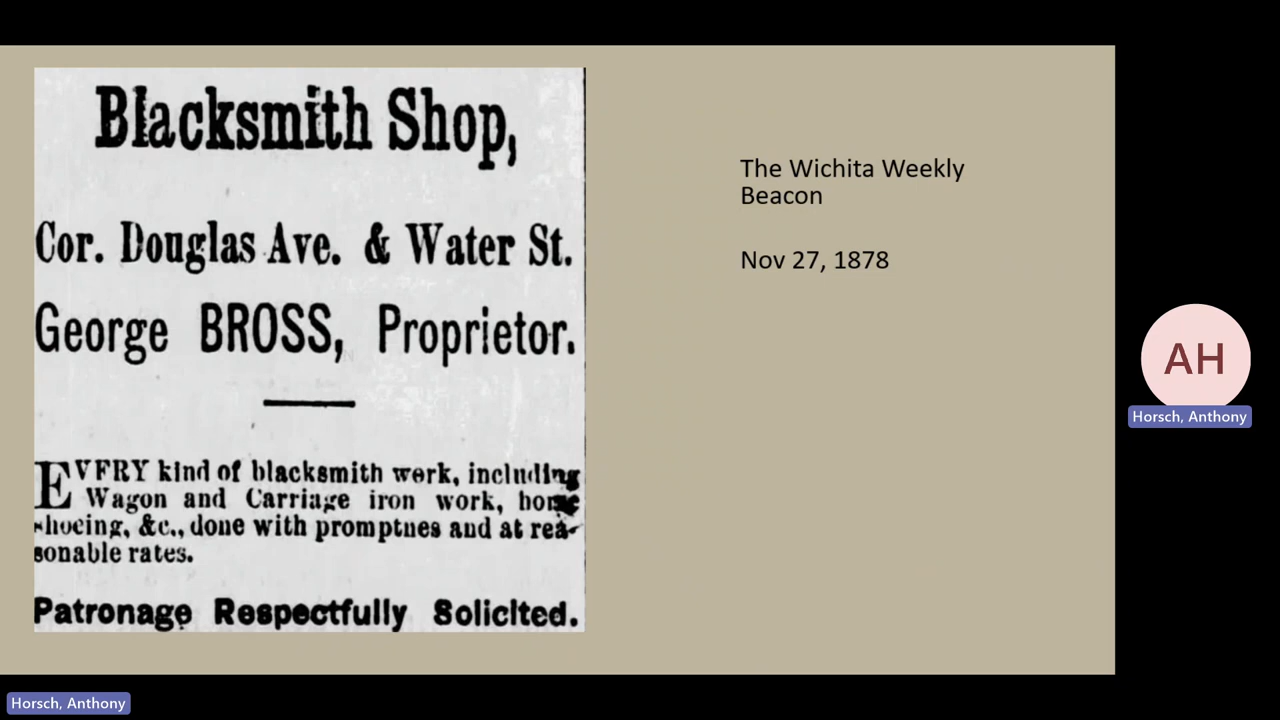 Blacksmith Shop,
Cor. Douglas Ave. & Water St.
George BROSS, Proprietor.
EVERY kind of blacksmith work, including
Wagon and Carriage iron work, horse
shoeing, &c., done with promptnes and at rea-
sonable rates.
Patronage Respectfully Solicited.
The Wichita Weekly
Beacon
Nov 27, 1878
AH
Horsch, Anthony
Horsch, Anthony